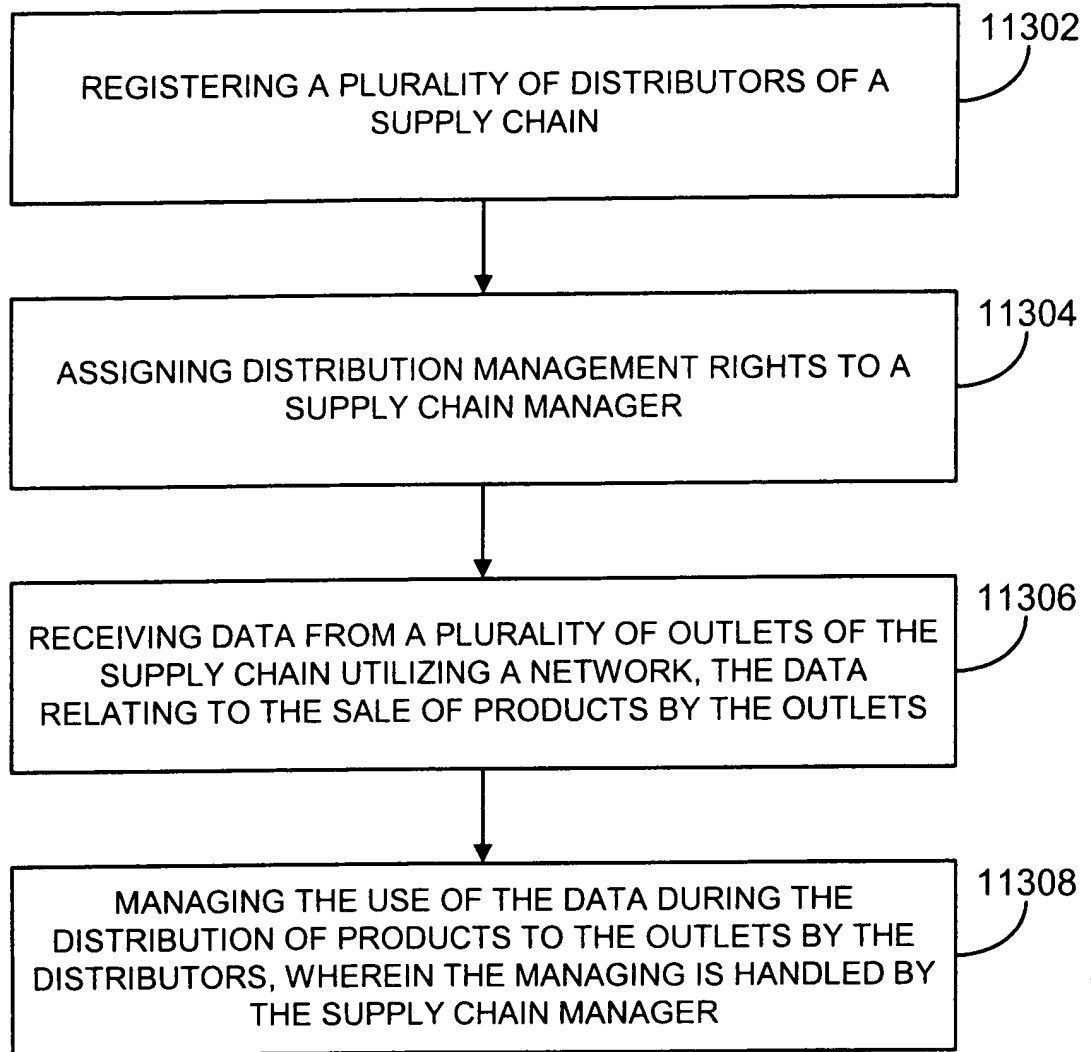 11302
REGISTERING A PLURALITY OF DISTRIBUTORS OF A
SUPPLY CHAIN
11304
ASSIGNING DISTRIBUTION MANAGEMENT RIGHTS TO A
SUPPLY CHAIN MANAGER
11306
RECEIVING DATA FROM A PLURALITY OF OUTLETS OF THE
SUPPLY CHAIN UTILIZING A NETWORK, THE DATA
RELATING TO THE SALE OF PRODUCTS BY THE OUTLETS
11308
MANAGING THE USE OF THE DATA DURING THE
DISTRIBUTION OF PRODUCTS TO THE OUTLETS BY THE
DISTRIBUTORS, WHEREIN THE MANAGING IS HANDLED BY
THE SUPPLY CHAIN MANAGER